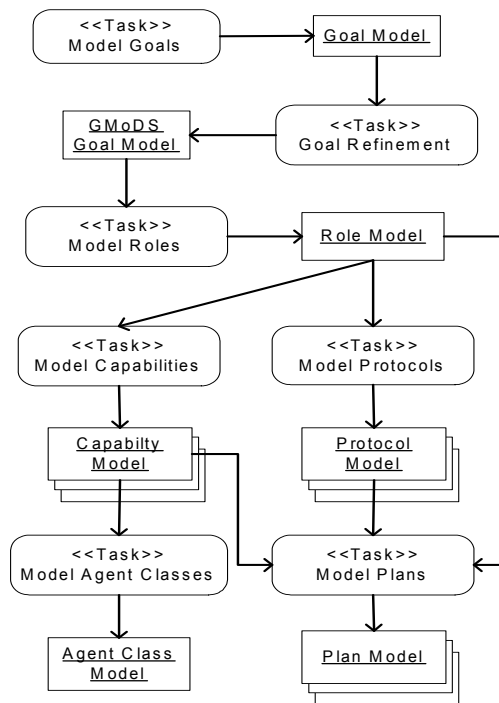 <<Task>>
Model Goals
Goal Model
GMoDS
Goal Model
<<Task>>
Goal Refinement
<<Task>>
Model Roles
Role Model
<<Task>>
Model Capabilities
<<Task>>
Model Protocols
Capabilty
Model
Protocol
Model
<<Task>>
Model Agent Classes
<<Task>>
Model Plans
Agent Class
Model
Plan Model